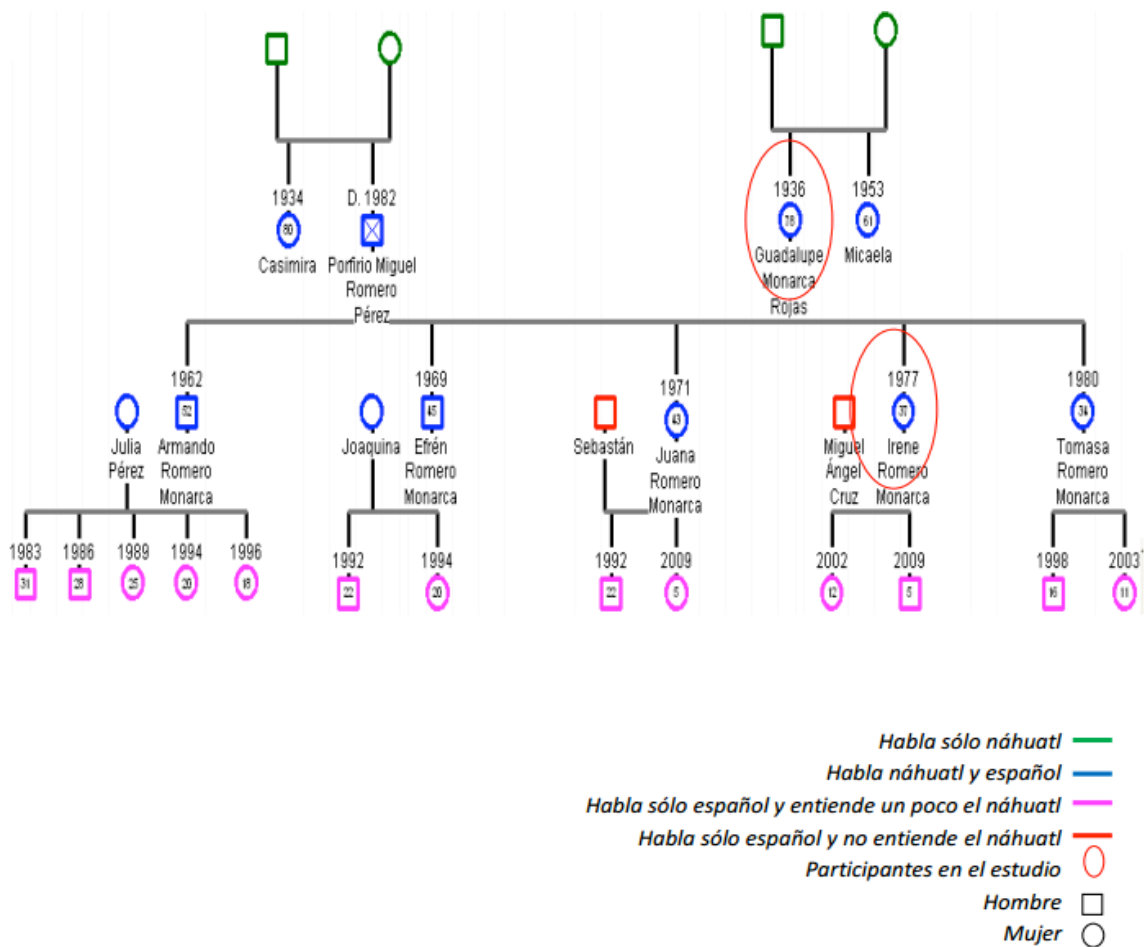 1934
D. 1982
1936
1953
80
78
61
Casimira
Porfirio Miguel
Romero
Pérez
Guadalupe
Monarca
Rojas
Micaela
1962
1969
1971
1977
1980
52
45
43
37
34
Julia
Pérez
Armando
Romero
Monarca
Joaquina
Efrén
Romero
Monarca
Sebastán
Juana
Romero
Monarca
Miguel
Ángel
Cruz
Irene
Romero
Monarca
Tomasa
Romero
Monarca
1983
1986
1989
1994
1996
1992
1994
1992
2009
2002
2009
1998
2003
31
28
25
20
18
22
20
22
5
12
5
16
11
Habla sólo náhuatl
Habla náhuatl y español
Habla sólo español y entiende un poco el náhuatl
Habla sólo español y no entiende el náhuatl
Participantes en el estudio
Hombre
Mujer